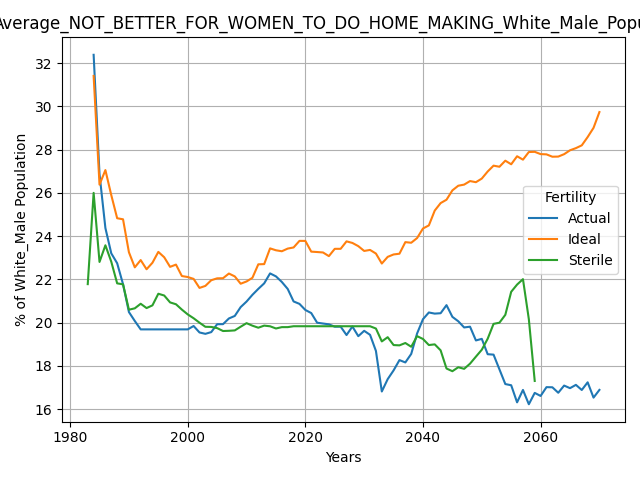 Average_NOT_BETTER_FOR_WOMEN_TO_DO_HOME_MAKING_White_Male_Popu
32
30
28
26
24
22
20
18
16
% of White_Male Population
1980
2000
2020
2040
2060
Years
Fertility
Actual
Ideal
Sterile